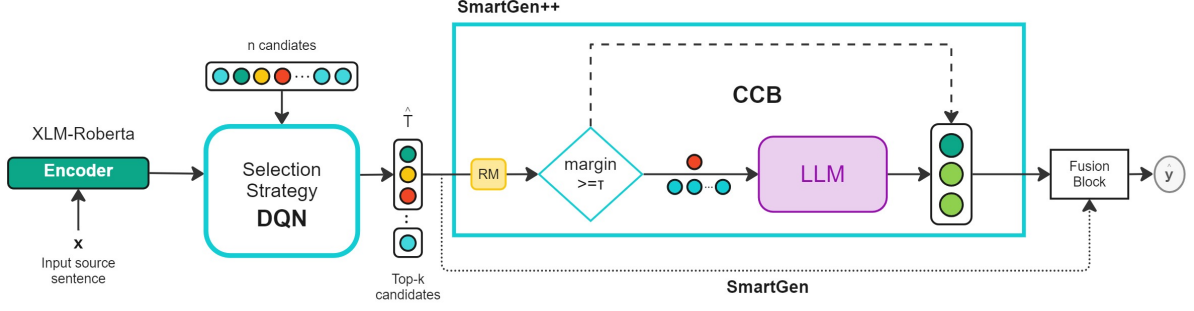 SmartGen++
n candiates
XLM-Roberta
Encoder
x
Input source
sentence
Selection
Strategy
DQN
T̂
Top-k
candidates
RM
margin
>=τ
CCB
LLM
Fusion
Block
ŷ
SmartGen